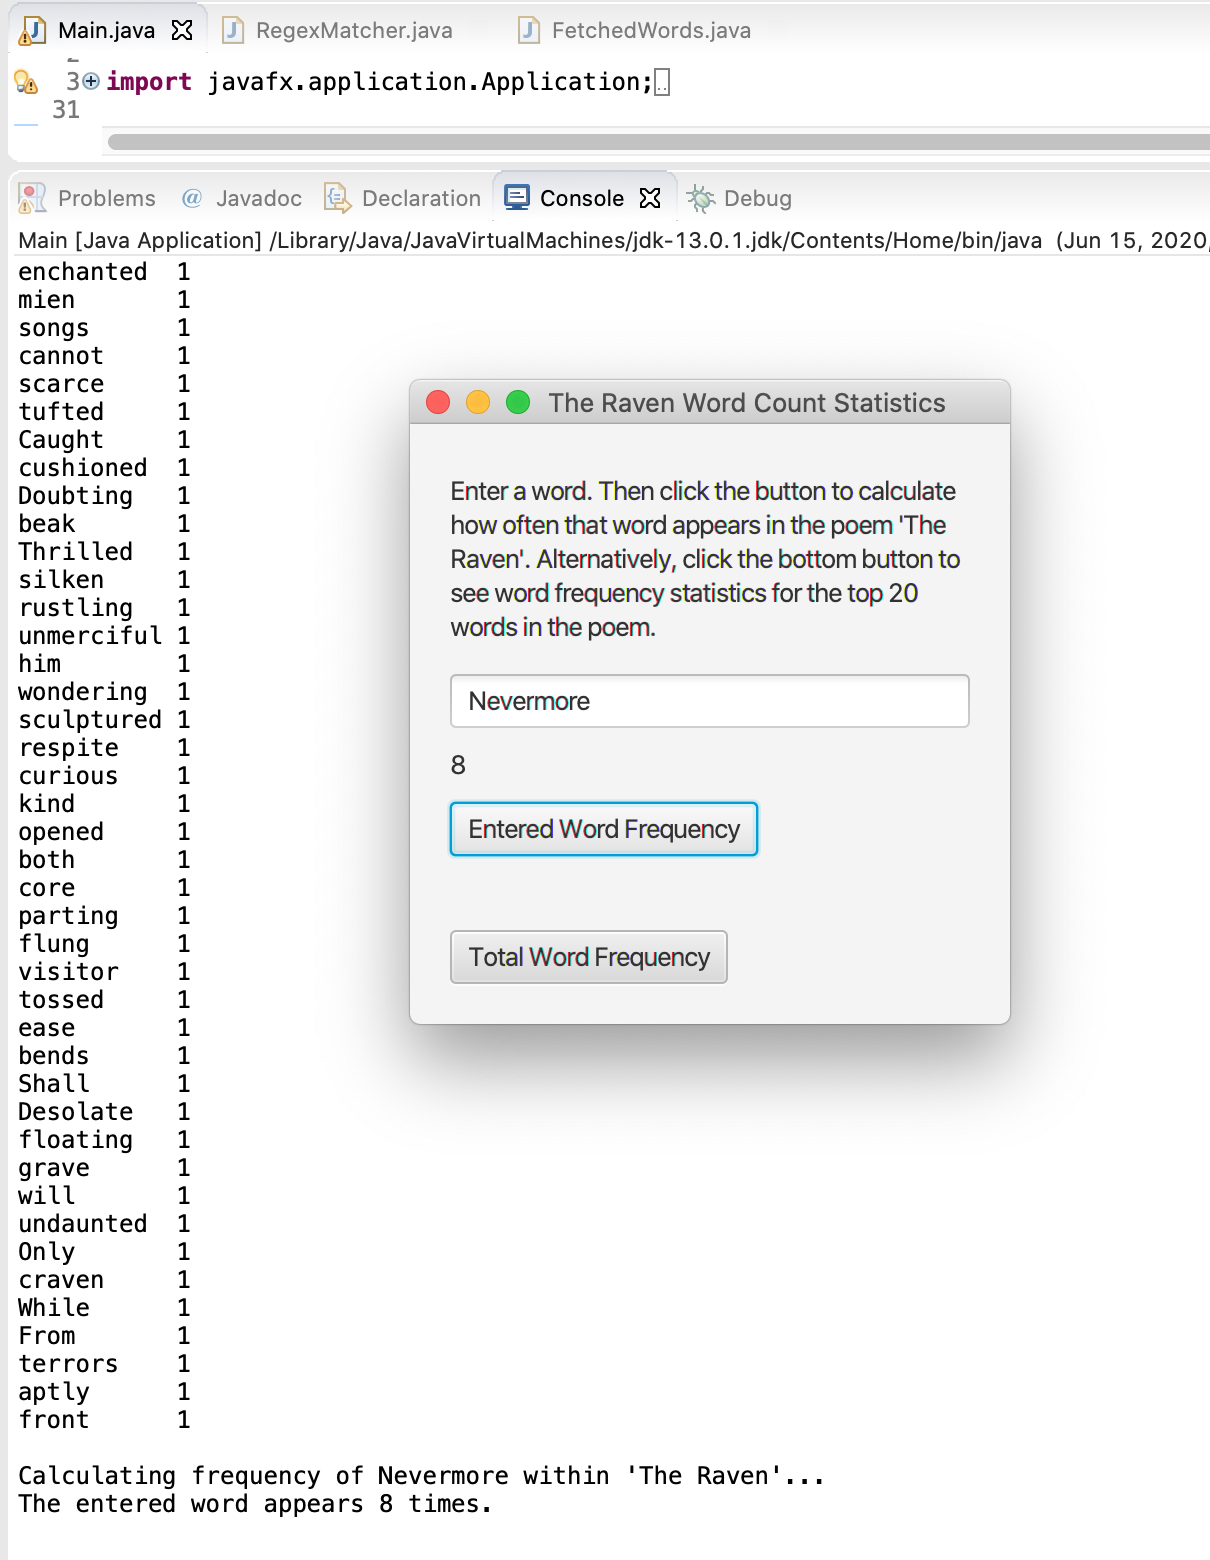 Main.java RegexMatcher.java FetchedWords.java
3 import javafx.application.Application;
31
Problems @ Javadoc Declaration Console Debug
Main [Java Application] /Library/Java/JavaVirtualMachines/jdk-13.0.1.jdk/Contents/Home/bin/java (Jun 15, 2020,
enchanted 1
mien 1
songs 1
cannot 1
scarce 1
tufted 1
Caught 1
cushioned 1
Doubting 1
beak 1
Thrilled 1
silken 1
rustling 1
unmerciful 1
him 1
wondering 1
sculptured 1
respite 1
curious 1
kind 1
opened 1
both 1
core 1
parting 1
flung 1
visitor 1
tossed 1
ease 1
bends 1
Shall 1
Desolate 1
floating 1
grave 1
will 1
undaunted 1
Only 1
craven 1
While 1
From 1
terrors 1
aptly 1
front 1
Calculating frequency of Nevermore within 'The Raven'...
The entered word appears 8 times.
The Raven Word Count Statistics
Enter a word. Then click the button to calculate
how often that word appears in the poem 'The
Raven'. Alternatively, click the bottom button to
see word frequency statistics for the top 20
words in the poem.
Nevermore
8
Entered Word Frequency
Total Word Frequency